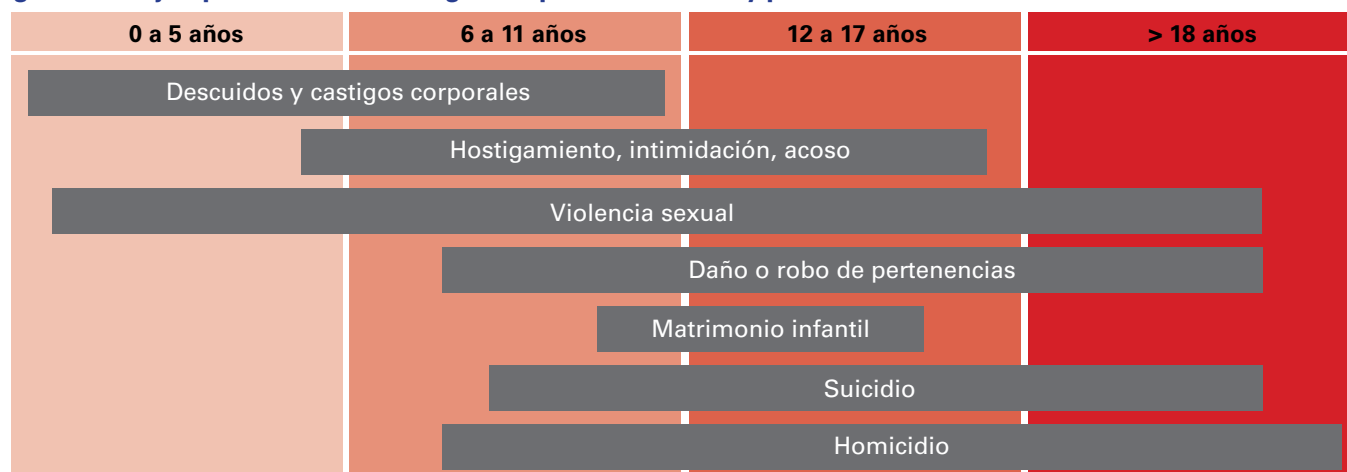 0 a 5 años
6 a 11 años
12 a 17 años
> 18 años
Descuidos y castigos corporales
Hostigamiento, intimidación, acoso
Violencia sexual
Daño o robo de pertenencias
Matrimonio infantil
Suicidio
Homicidio